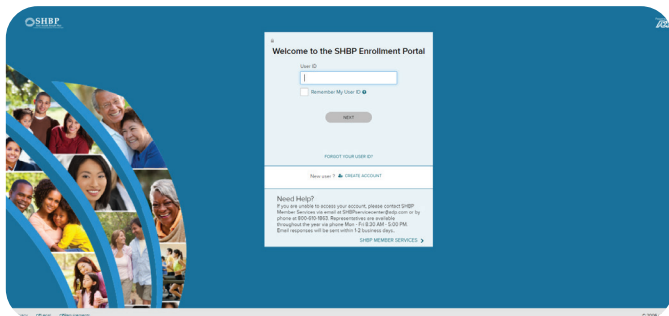 SHBP
Welcome to the SHBP Enrollment Portal
User ID
Remember My User ID
NEXT
FORGOT YOUR USER ID?
New user ? CREATE ACCOUNT
Need Help?
If you are unable to access your account, please contact SHBP
Member Services via email at SHBPservicecenter@adp.com or by
phone at 800-610-1863. Representatives are available
throughout the year via phone Mon - Fri 8:30 AM - 5:00 PM.
Email responses will be sent within 1-2 business days.
SHBP MEMBER SERVICES